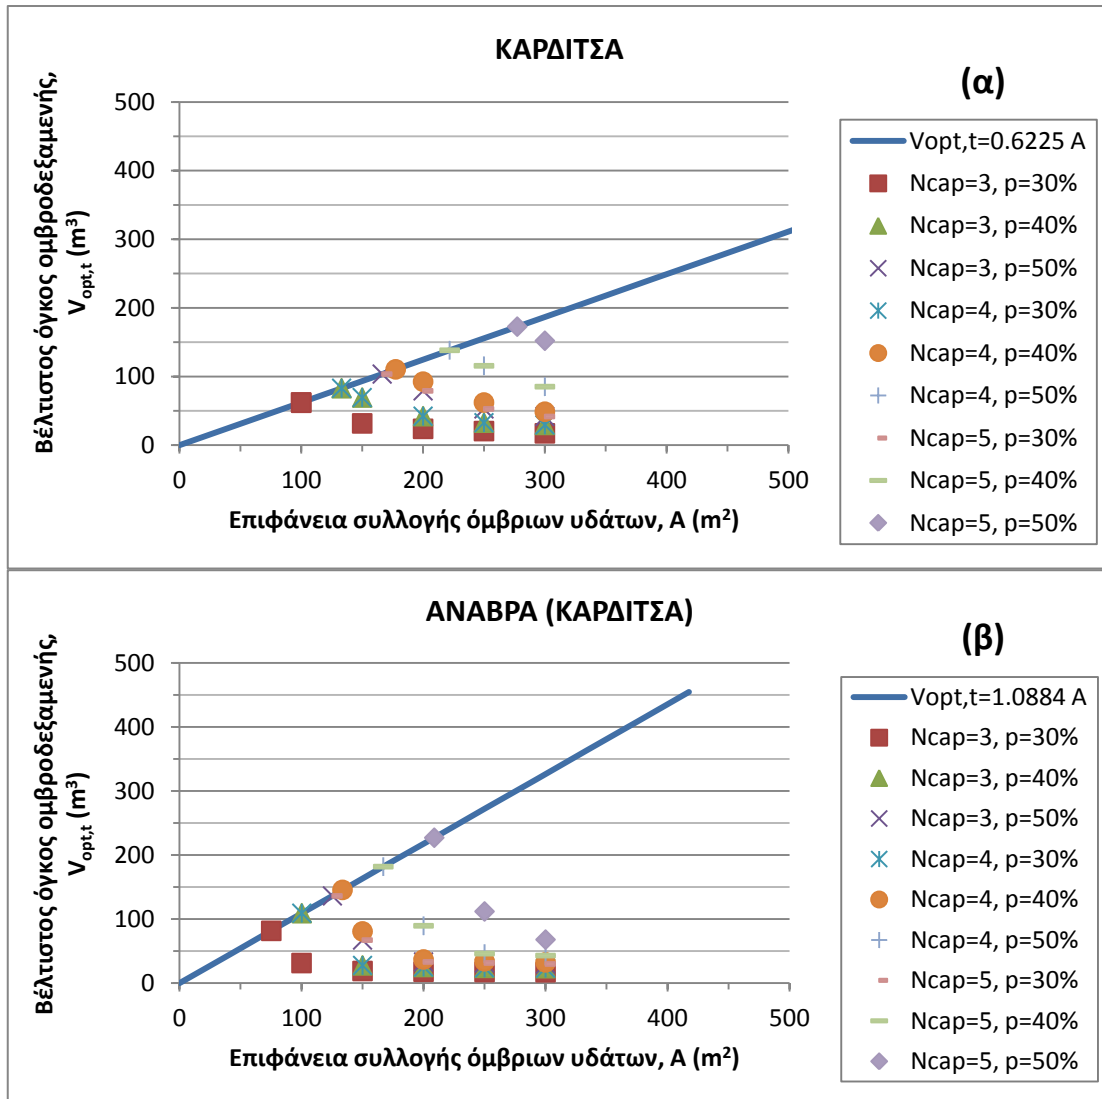 ΚΑΡΔΙΤΣΑ
(α)
Βέλτιστος όγκος ομβροδεξαμενής,
V_opt,t (m³)
500
400
300
200
100
0
0 100 200 300 400 500
Επιφάνεια συλλογής όμβριων υδάτων, A (m²)
Vopt,t=0.6225 A
Ncap=3, p=30%
Ncap=3, p=40%
Ncap=3, p=50%
Ncap=4, p=30%
Ncap=4, p=40%
Ncap=4, p=50%
Ncap=5, p=30%
Ncap=5, p=40%
Ncap=5, p=50%
ΑΝΑΒΡΑ (ΚΑΡΔΙΤΣΑ)
(β)
Βέλτιστος όγκος ομβροδεξαμενής,
V_opt,t (m³)
500
400
300
200
100
0
0 100 200 300 400 500
Επιφάνεια συλλογής όμβριων υδάτων, A (m²)
Vopt,t=1.0884 A
Ncap=3, p=30%
Ncap=3, p=40%
Ncap=3, p=50%
Ncap=4, p=30%
Ncap=4, p=40%
Ncap=4, p=50%
Ncap=5, p=30%
Ncap=5, p=40%
Ncap=5, p=50%